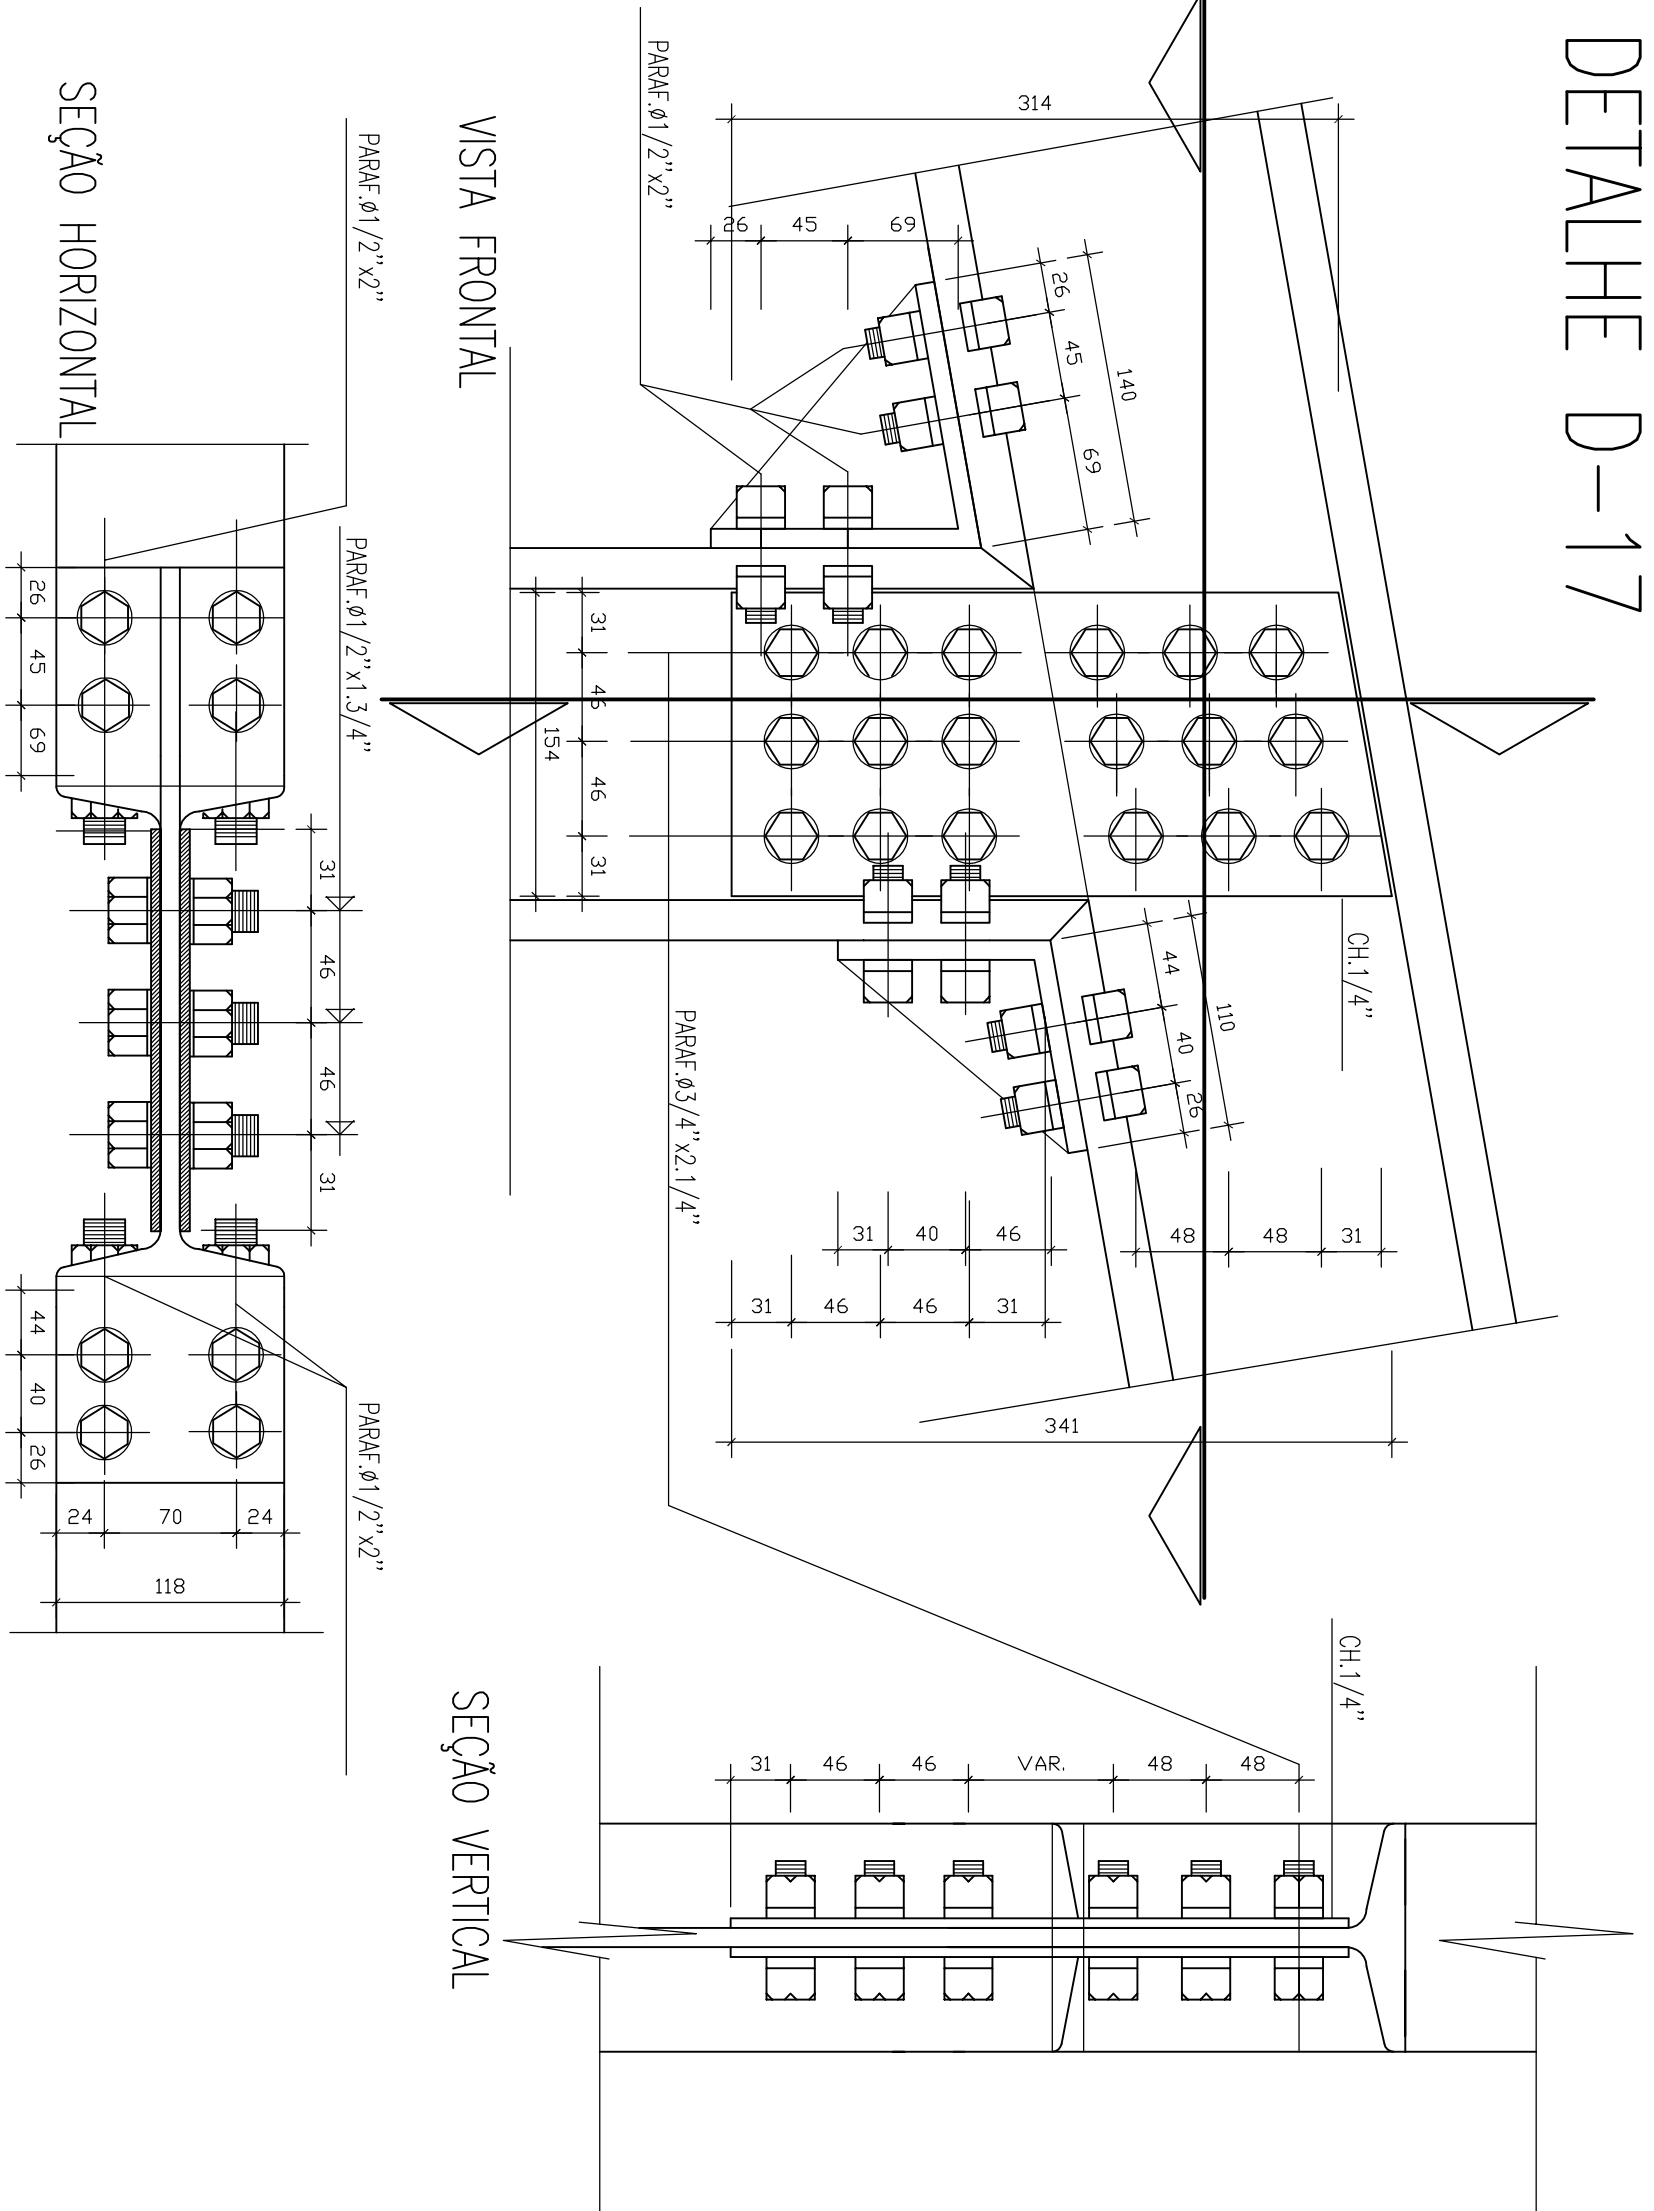 DETALHE D-17
314
PARAF.ø1/2"x2"
26 45 69
26
45
69
140
VISTA FRONTAL
31
46
46
31
154
CH.1/4"
44
40
26
110
PARAF.ø3/4"x2.1/4"
31 40 46
48 48 31
31 46 46 31
341
PARAF.ø1/2"x2"
SEÇÃO HORIZONTAL
PARAF.ø1/2"x1.3/4"
26
45
69
31
46
46
31
44
40
26
24 70 24
118
PARAF.ø1/2"x2"
CH.1/4"
31 46 46 VAR. 48 48
SEÇÃO VERTICAL